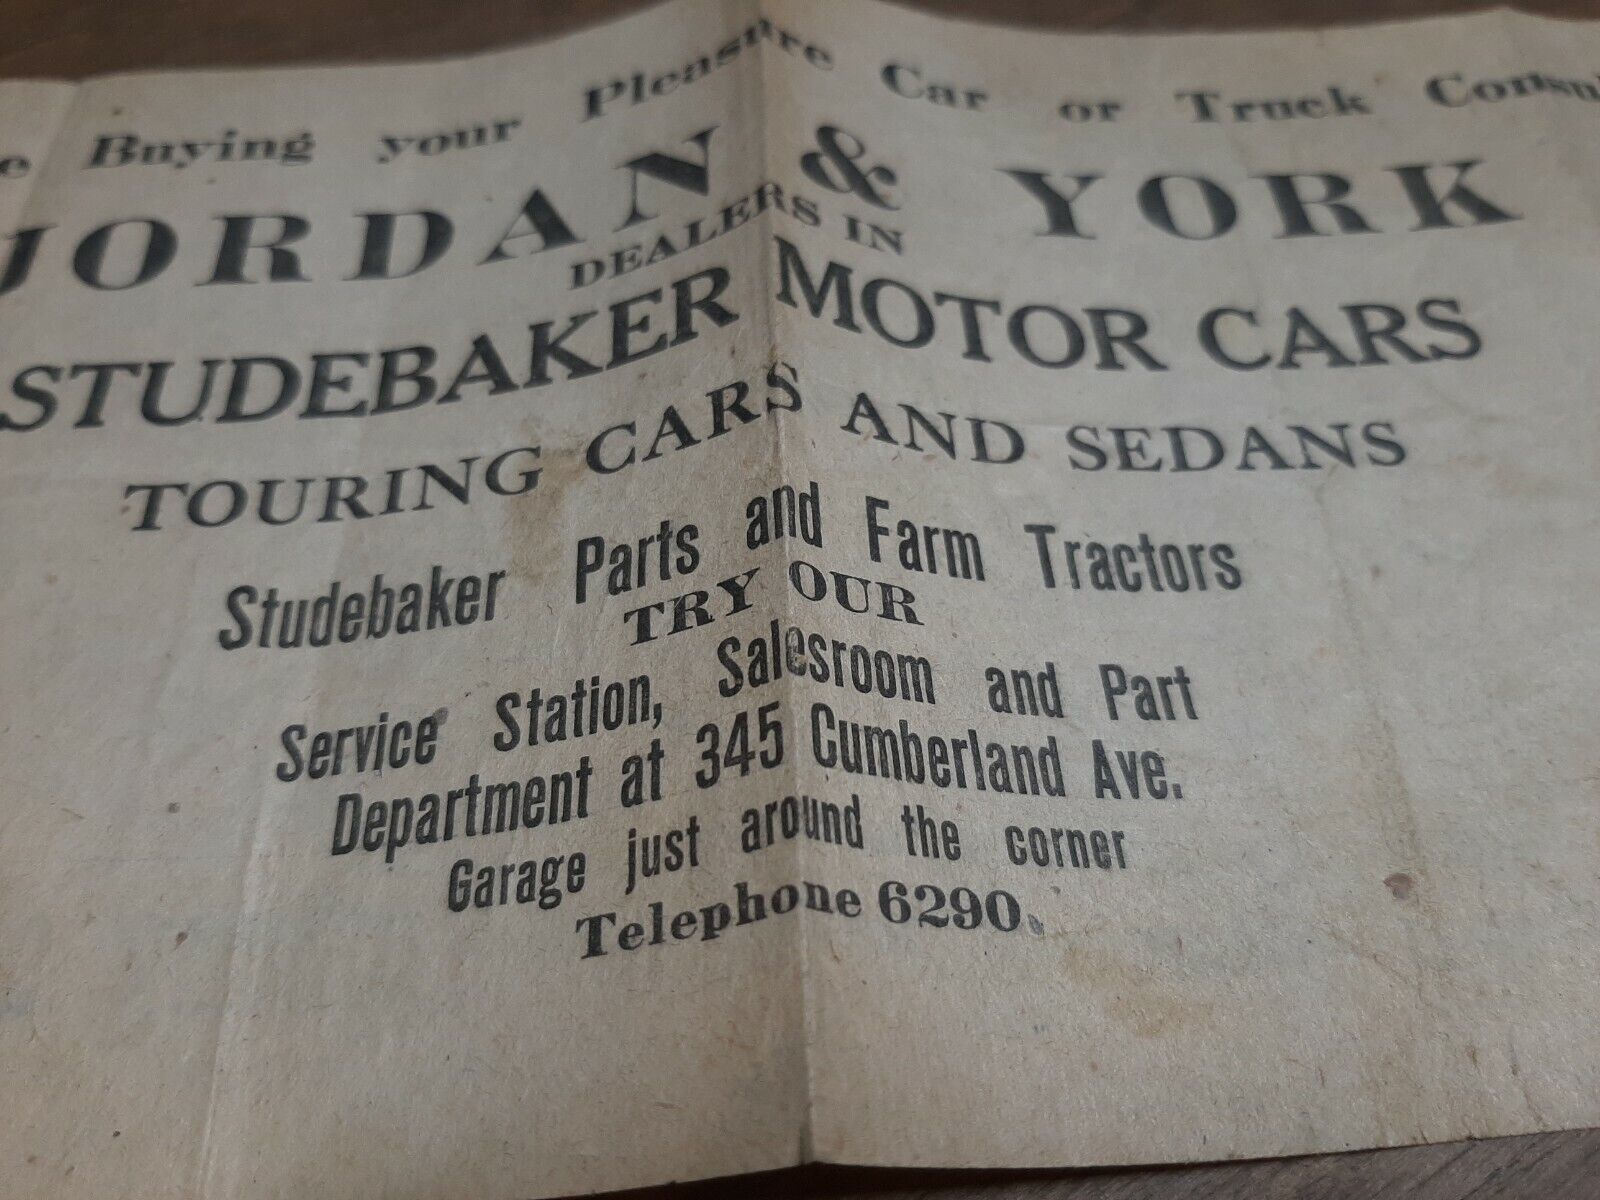 e Buying your Pleasure Car or Truck Consul
JORDAN & YORK
DEALERS IN
STUDEBAKER MOTOR CARS
TOURING CARS AND SEDANS
Studebaker Parts and Farm Tractors
TRY OUR
Service Station, Salesroom and Part
Department at 345 Cumberland Ave.
Garage just around the corner
Telephone 6290.